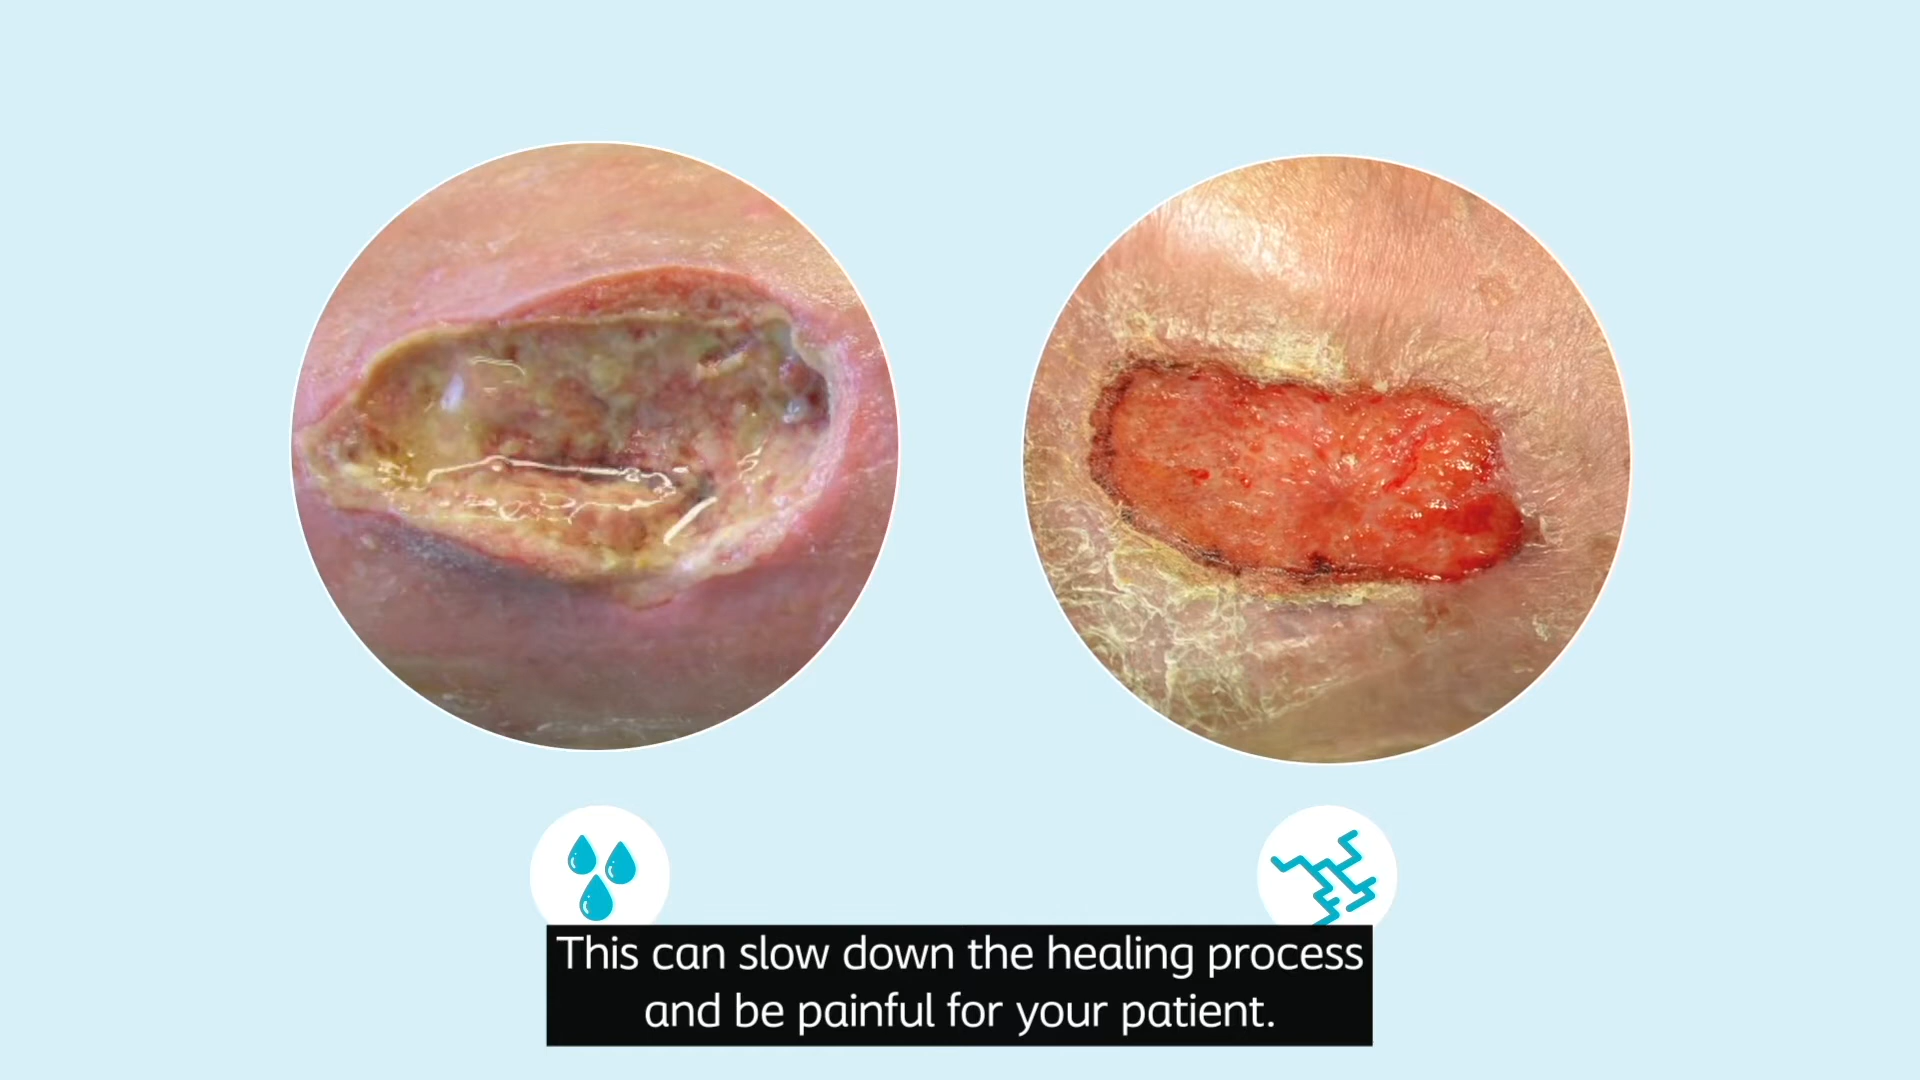 This can slow down the healing process
and be painful for your patient.